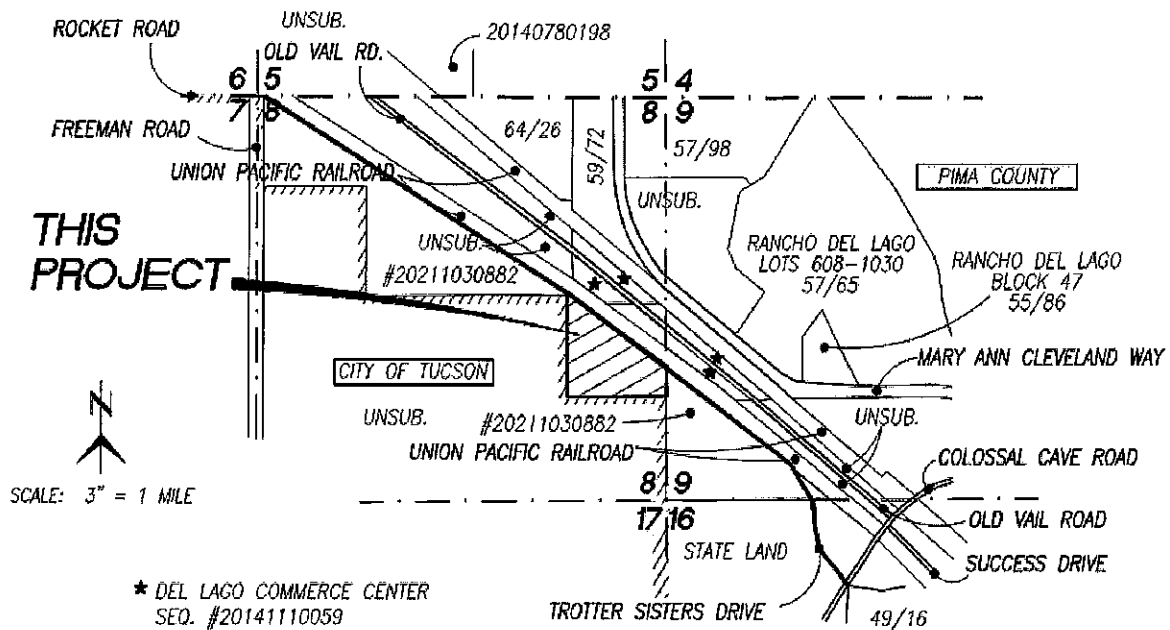 ROCKET ROAD
UNSUB.
OLD VAIL RD.
20140780198
6 5
7 8
5 4
8 9
FREEMAN ROAD
64/26
59/72
57/98
UNION PACIFIC RAILROAD
UNSUB.
PIMA COUNTY
THIS
PROJECT
UNSUB.
#20211030882
RANCHO DEL LAGO
LOTS 608-1030
57/65
RANCHO DEL LAGO
BLOCK 47
55/86
MARY ANN CLEVELAND WAY
CITY OF TUCSON
UNSUB.
#20211030882
UNSUB.
UNION PACIFIC RAILROAD
COLOSSAL CAVE ROAD
N
SCALE: 3" = 1 MILE
8 9
17 16
OLD VAIL ROAD
STATE LAND
SUCCESS DRIVE
★ DEL LAGO COMMERCE CENTER
SEQ. #20141110059
TROTTER SISTERS DRIVE
49/16